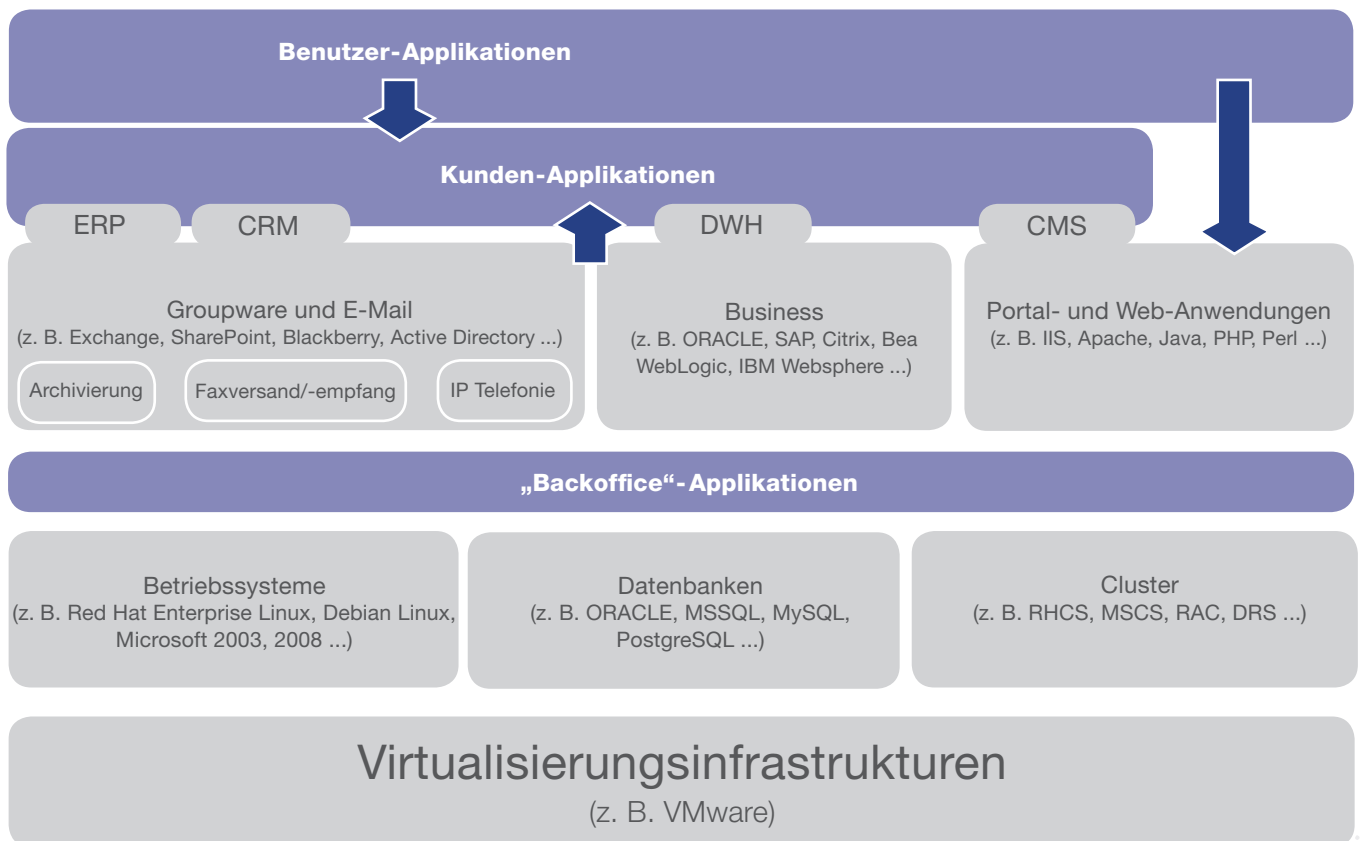 Benutzer-Applikationen
Kunden-Applikationen
ERP
CRM
DWH
CMS
Groupware und E-Mail
(z. B. Exchange, SharePoint, Blackberry, Active Directory ...)
Archivierung
Faxversand/-empfang
IP Telefonie
Business
(z. B. ORACLE, SAP, Citrix, Bea
WebLogic, IBM Websphere ...)
Portal- und Web-Anwendungen
(z. B. IIS, Apache, Java, PHP, Perl ...)
„Backoffice“-Applikationen
Betriebssysteme
(z. B. Red Hat Enterprise Linux, Debian Linux,
Microsoft 2003, 2008 ...)
Datenbanken
(z. B. ORACLE, MSSQL, MySQL,
PostgreSQL ...)
Cluster
(z. B. RHCS, MSCS, RAC, DRS ...)
Virtualisierungsinfrastrukturen
(z. B. VMware)